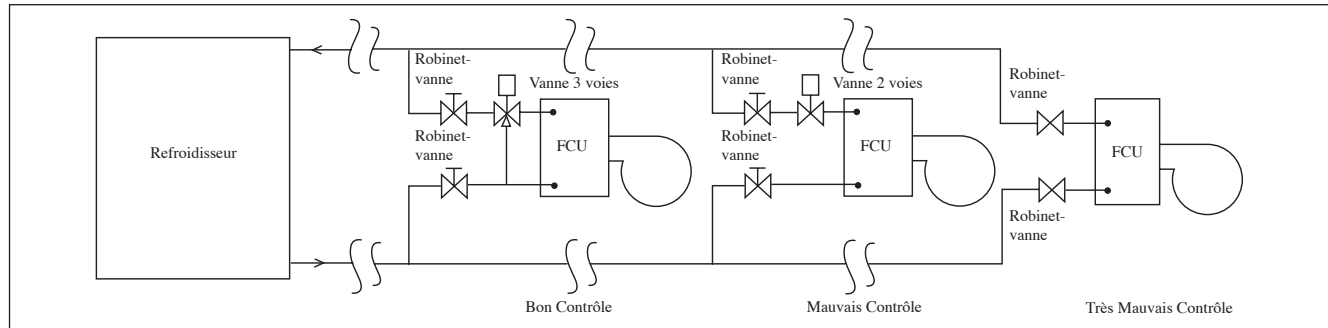 Robinet-
vanne
Vanne 3 voies
Robinet-
vanne
Vanne 2 voies
Robinet-
vanne
Refroidisseur
Robinet-
vanne
FCU
Robinet-
vanne
FCU
FCU
Robinet-
vanne
Bon Contrôle
Mauvais Contrôle
Très Mauvais Contrôle